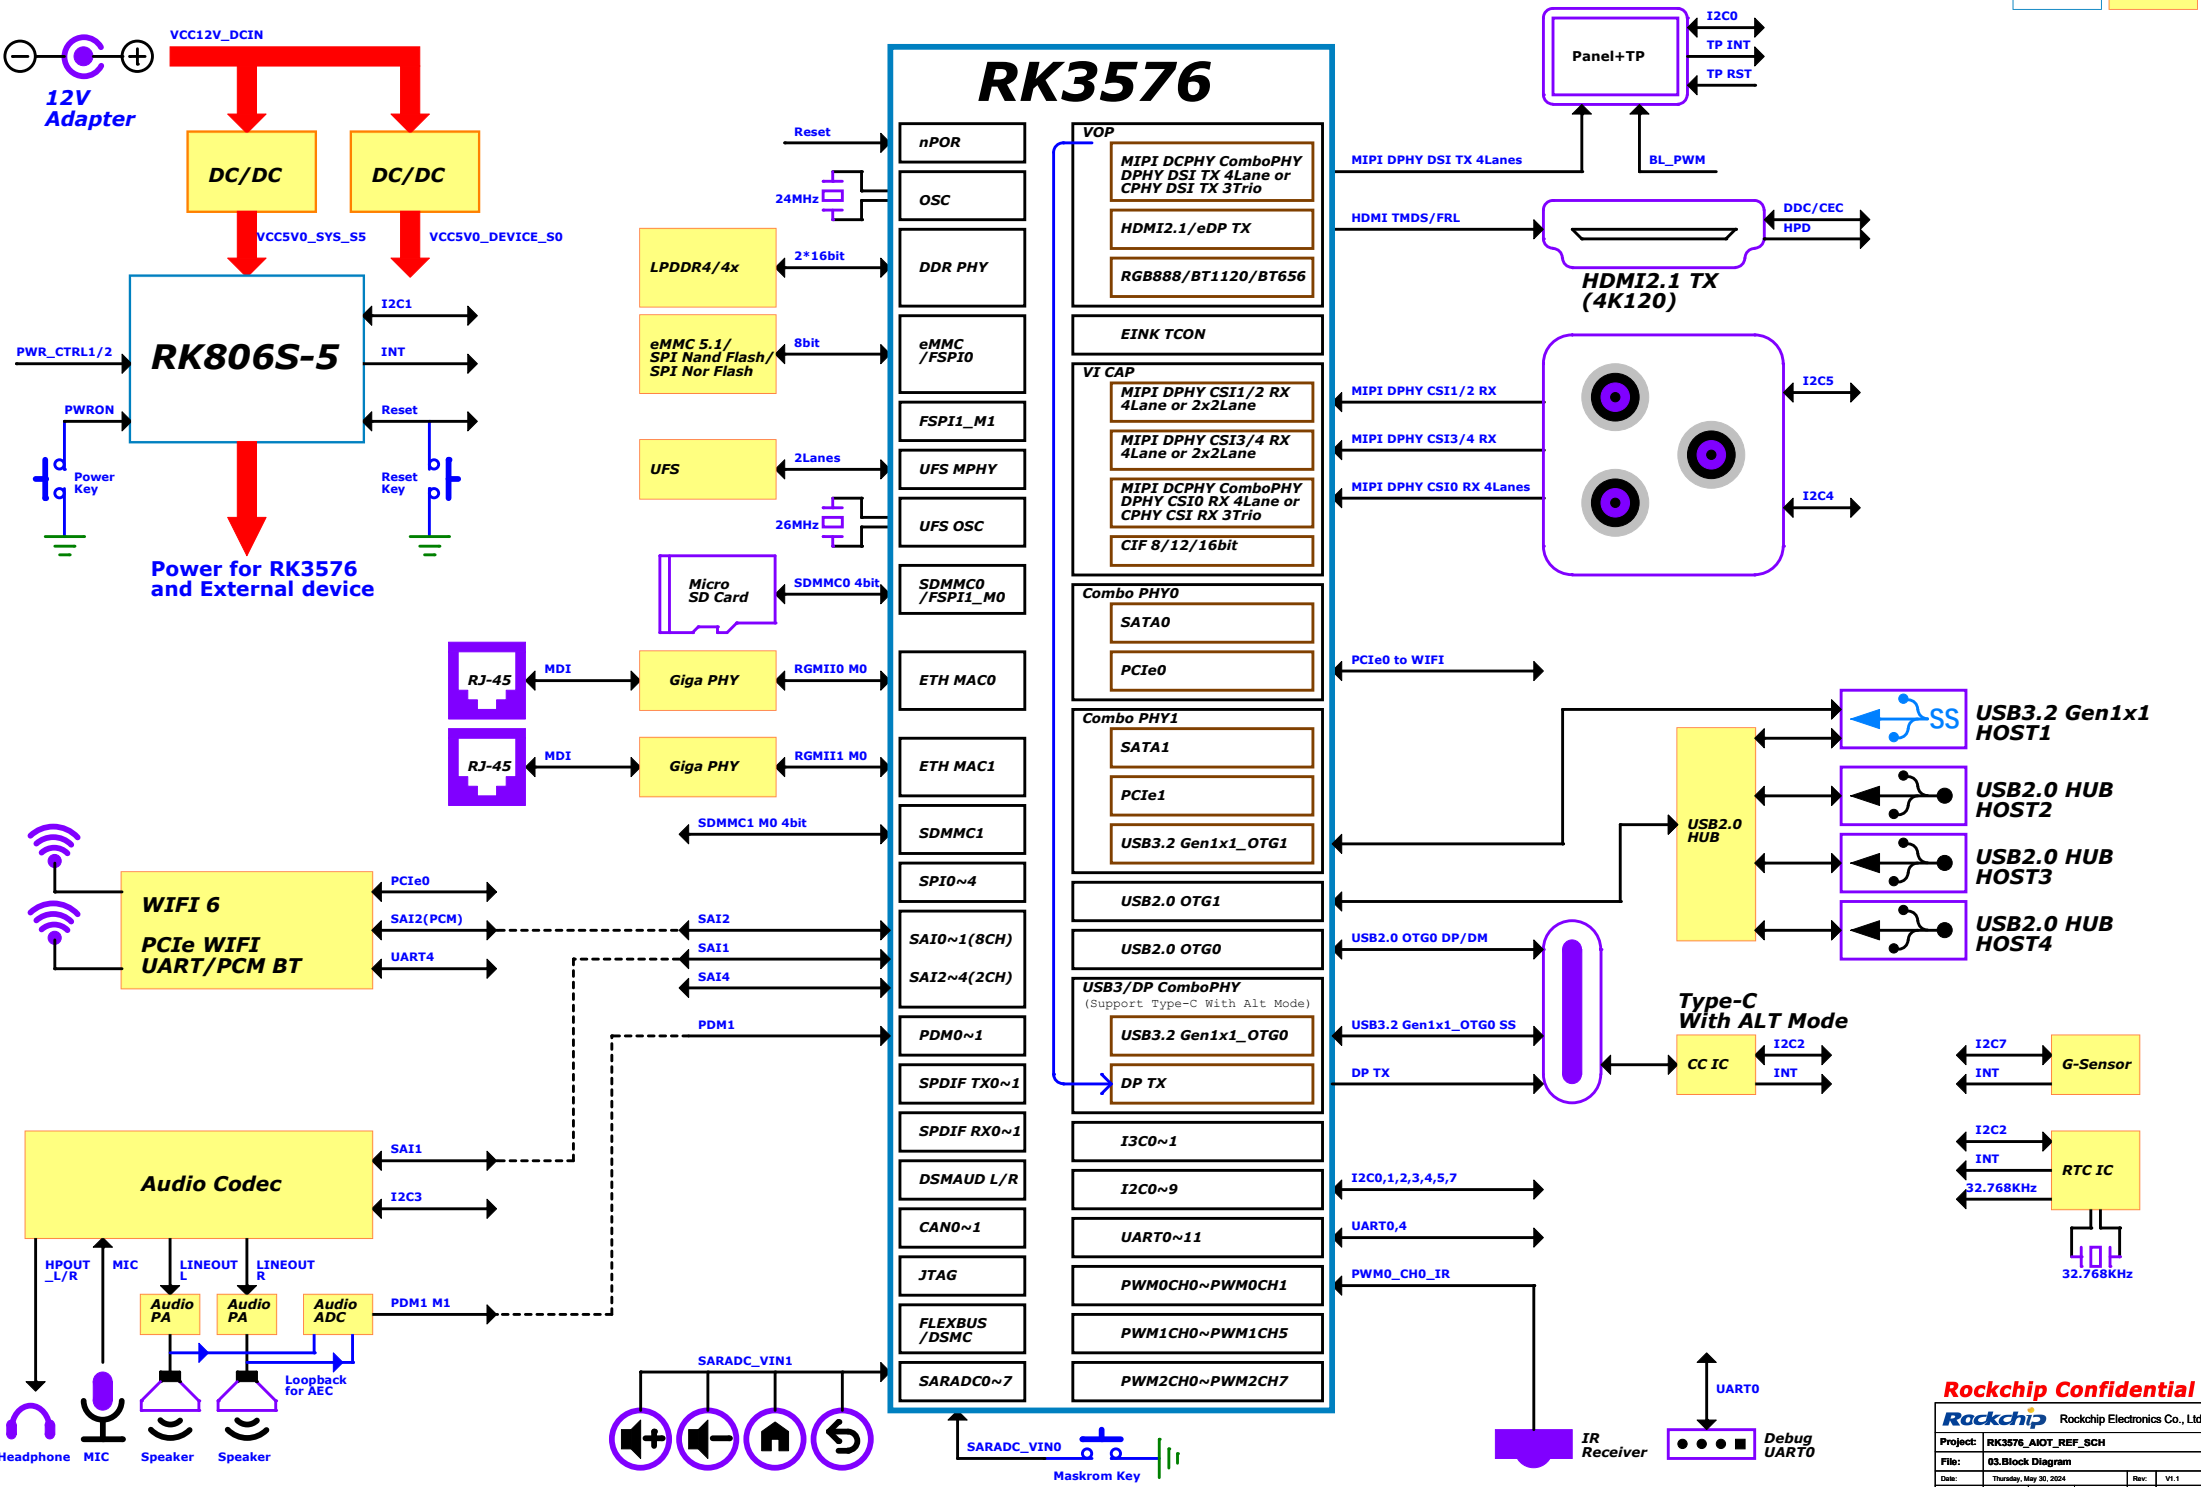 VCC12V_DCIN
12V
Adapter
DC/DC
DC/DC
VCC5V0_SYS_S5
VCC5V0_DEVICE_S0
RK806S-5
PWR_CTRL1/2
PWRON
I2C1
INT
Reset
Power
Key
Reset
Key
Power for RK3576
and External device
RK3576
Reset
nPOR
24MHz
OSC
LPDDR4/4x
2*16bit
DDR PHY
eMMC 5.1/
SPI Nand Flash/
SPI Nor Flash
8bit
eMMC
/FSPI0
FSPI1_M1
UFS
2Lanes
UFS MPHY
26MHz
UFS OSC
Micro
SD Card
SDMMC0 4bit
SDMMC0
/FSPI1_M0
RJ-45
MDI
Giga PHY
RGMII0 M0
ETH MAC0
RJ-45
MDI
Giga PHY
RGMII1 M0
ETH MAC1
SDMMC1 M0 4bit
SDMMC1
SPI0~4
WIFI 6
PCIe WIFI
UART/PCM BT
PCIe0
SAI2(PCM)
UART4
SAI2
SAI1
SAI4
SAI0~1(8CH)
SAI2~4(2CH)
PDM1
PDM0~1
SPDIF TX0~1
SPDIF RX0~1
DSMAUD L/R
CAN0~1
JTAG
FLEXBUS
/DSMC
SARADC0~7
Audio Codec
SAI1
I2C3
HPOUT
_L/R
MIC
LINEOUT
L
LINEOUT
R
Audio
PA
Audio
PA
Audio
ADC
PDM1 M1
Loopback
for AEC
Headphone
MIC
Speaker
Speaker
SARADC_VIN1
SARADC_VIN0
Maskrom Key
VOP
MIPI DCPHY ComboPHY
DPHY DSI TX 4Lane or
CPHY DSI TX 3Trio
HDMI2.1/eDP TX
RGB888/BT1120/BT656
EINK TCON
VI CAP
MIPI DPHY CSI1/2 RX
4Lane or 2x2Lane
MIPI DPHY CSI3/4 RX
4Lane or 2x2Lane
MIPI DCPHY ComboPHY
DPHY CSI0 RX 4Lane or
CPHY CSI RX 3Trio
CIF 8/12/16bit
Combo PHY0
SATA0
PCIe0
Combo PHY1
SATA1
PCIe1
USB3.2 Gen1x1_OTG1
USB2.0 OTG1
USB2.0 OTG0
USB3/DP ComboPHY
(Support Type-C With Alt Mode)
USB3.2 Gen1x1_OTG0
DP TX
I3C0~1
I2C0~9
UART0~11
PWM0CH0~PWM0CH1
PWM1CH0~PWM1CH5
PWM2CH0~PWM2CH7
MIPI DPHY DSI TX 4Lanes
BL_PWM
Panel+TP
I2C0
TP INT
TP RST
HDMI TMDS/FRL
DDC/CEC
HPD
HDMI2.1 TX
(4K120)
MIPI DPHY CSI1/2 RX
MIPI DPHY CSI3/4 RX
MIPI DPHY CSI0 RX 4Lanes
I2C5
I2C4
PCIe0 to WIFI
USB2.0
HUB
SS
USB3.2 Gen1x1
HOST1
USB2.0 HUB
HOST2
USB2.0 HUB
HOST3
USB2.0 HUB
HOST4
USB2.0 OTG0 DP/DM
USB3.2 Gen1x1_OTG0 SS
DP TX
Type-C
With ALT Mode
CC IC
I2C2
INT
I2C7
INT
G-Sensor
I2C2
INT
32.768KHz
RTC IC
32.768KHz
I2C0,1,2,3,4,5,7
UART0,4
PWM0_CH0_IR
IR
Receiver
UART0
Debug
UART0
Rockchip Confidential
Rockchip Rockchip Electronics Co., Ltd
Project: RK3576_AIOT_REF_SCH
File: 03.Block Diagram
Date: Thursday, May 30, 2024 Rev: V1.1